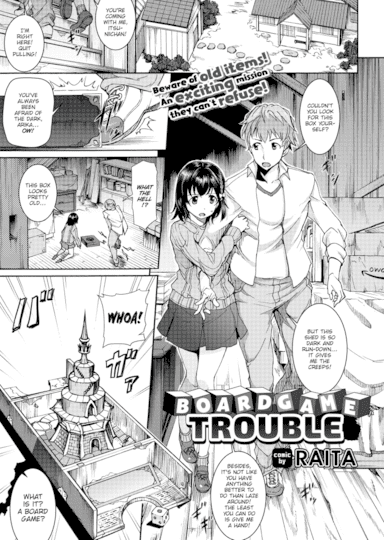 YOU'RE
COMING
WITH ME,
ITSU-
NIICHAN!
I'M
RIGHT
HERE!
QUIT
PULLING!
Beware of old items!
An exciting mission
they can't refuse!
COULDN'T
YOU LOOK
FOR THIS
BOX YOUR-
SELF?
YOU'VE
ALWAYS
BEEN
AFRAID OF
THE DARK,
ARIKA...
OW!
THIS BOX
LOOKS
PRETTY
OLD...
WHAT
THE HELL
!?
WHOA!
BUT THIS
SHED IS SO
DARK AND
RUN-DOWN...
IT GIVES
ME THE
CREEPS!
BOARDGAME
TROUBLE
comic
by
RAITA
BESIDES,
IT'S NOT LIKE
YOU HAVE
ANYTHING
BETTER TO
DO THAN LAZE
AROUND!
THE LEAST
YOU CAN
DO IS GIVE
ME A
HAND!
WHAT IS
IT? A
BOARD
GAME?